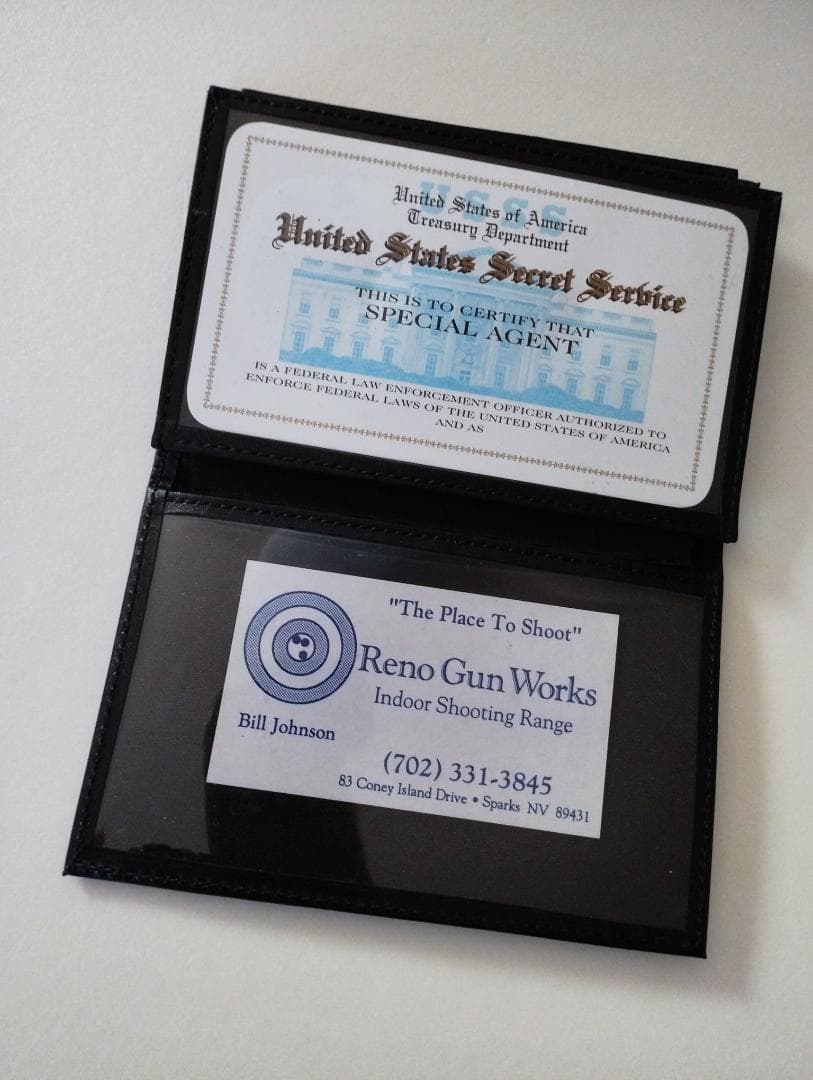 USSS
United States of America
Treasury Department
United States Secret Service
THIS IS TO CERTIFY THAT
SPECIAL AGENT
IS A FEDERAL LAW ENFORCEMENT OFFICER AUTHORIZED TO
ENFORCE FEDERAL LAWS OF THE UNITED STATES OF AMERICA
AND AS
"The Place To Shoot"
Reno Gun Works
Indoor Shooting Range
Bill Johnson
(702) 331-3845
83 Coney Island Drive • Sparks NV 89431